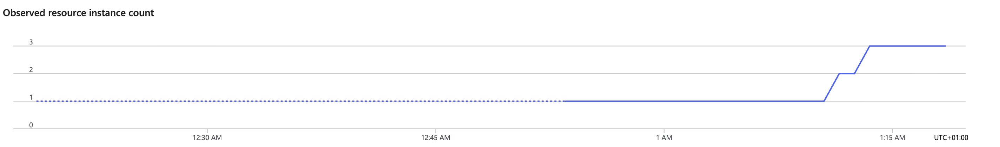 Observed resource instance count
3
2
1
0
12:30 AM 12:45 AM 1 AM 1:15 AM UTC+01:00